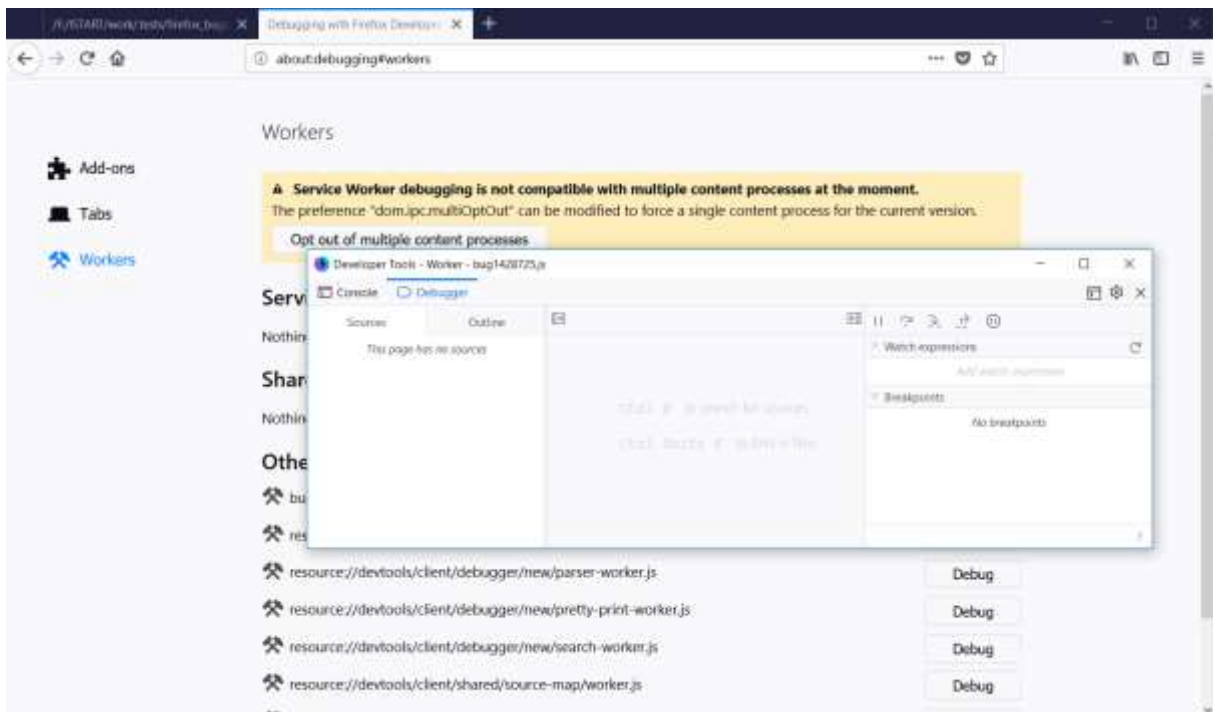 Debugging with Firefox Develop
about:debugging#workers
Workers
Add-ons
Tabs
Workers
Service Worker debugging is not compatible with multiple content processes at the moment.
The preference "dom.ipc.multiOptOut" can be modified to force a single content process for the current version.
Opt out of multiple content processes
Developer Tools - Worker - bug1428725.js
Console Debugger
Serv
Sources Outline
Nothin
This page has no sources
Watch expressions
Add watch expression
Shar
Breakpoints
Nothin
No breakpoints
Othe
bu
res
resource://devtools/client/debugger/new/parser-worker.js Debug
resource://devtools/client/debugger/new/pretty-print-worker.js Debug
resource://devtools/client/debugger/new/search-worker.js Debug
resource://devtools/client/shared/source-map/worker.js Debug